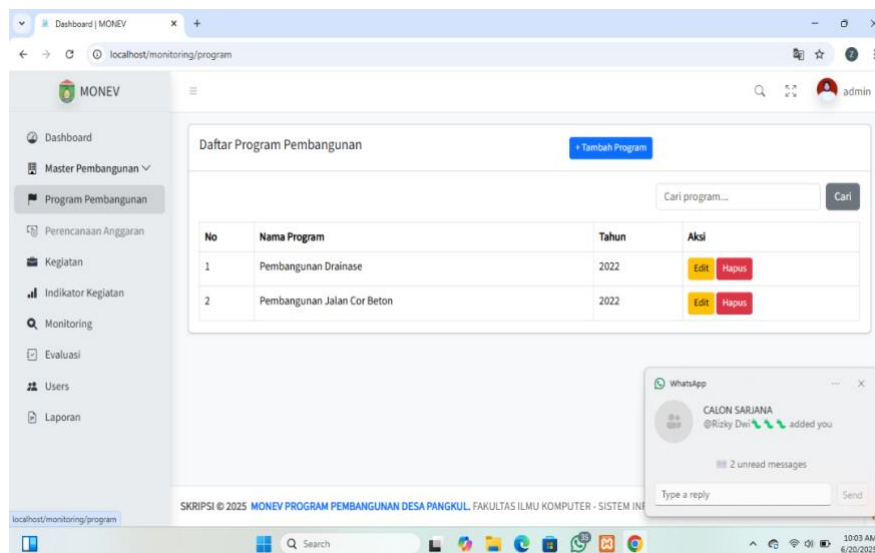 Dashboard | MONEV
localhost/monitoring/program
MONEV
admin
Dashboard
Master Pembangunan
Program Pembangunan
Perencanaan Anggaran
Kegiatan
Indikator Kegiatan
Monitoring
Evaluasi
Users
Laporan
Daftar Program Pembangunan
+ Tambah Program
Cari program...
Cari
No Nama Program Tahun Aksi
1 Pembangunan Drainase 2022 Edit Hapus
2 Pembangunan Jalan Cor Beton 2022 Edit Hapus
WhatsApp
CALON SARJANA
@Rizky Dwi added you
2 unread messages
Type a reply
Send
SKRIPSI © 2025 MONEV PROGRAM PEMBANGUNAN DESA PANGKUL. FAKULTAS ILMU KOMPUTER - SISTEM
localhost/monitoring/program
Search
10:03 AM